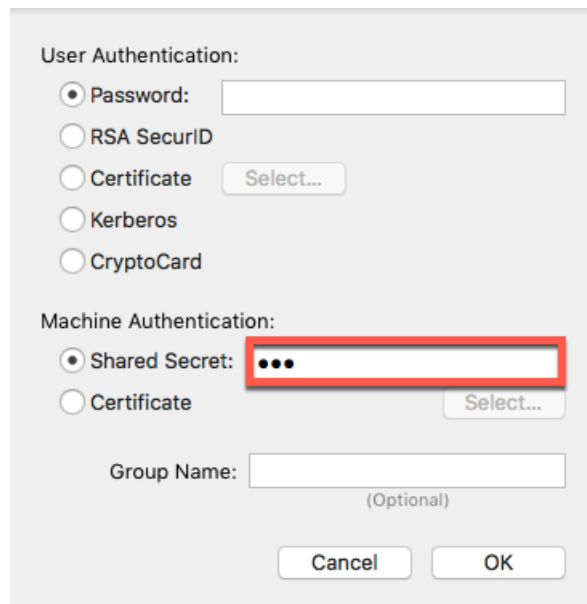 User Authentication:
Password:
RSA SecurID
Certificate Select...
Kerberos
CryptoCard
Machine Authentication:
Shared Secret: •••
Certificate Select...
Group Name:
(Optional)
Cancel OK